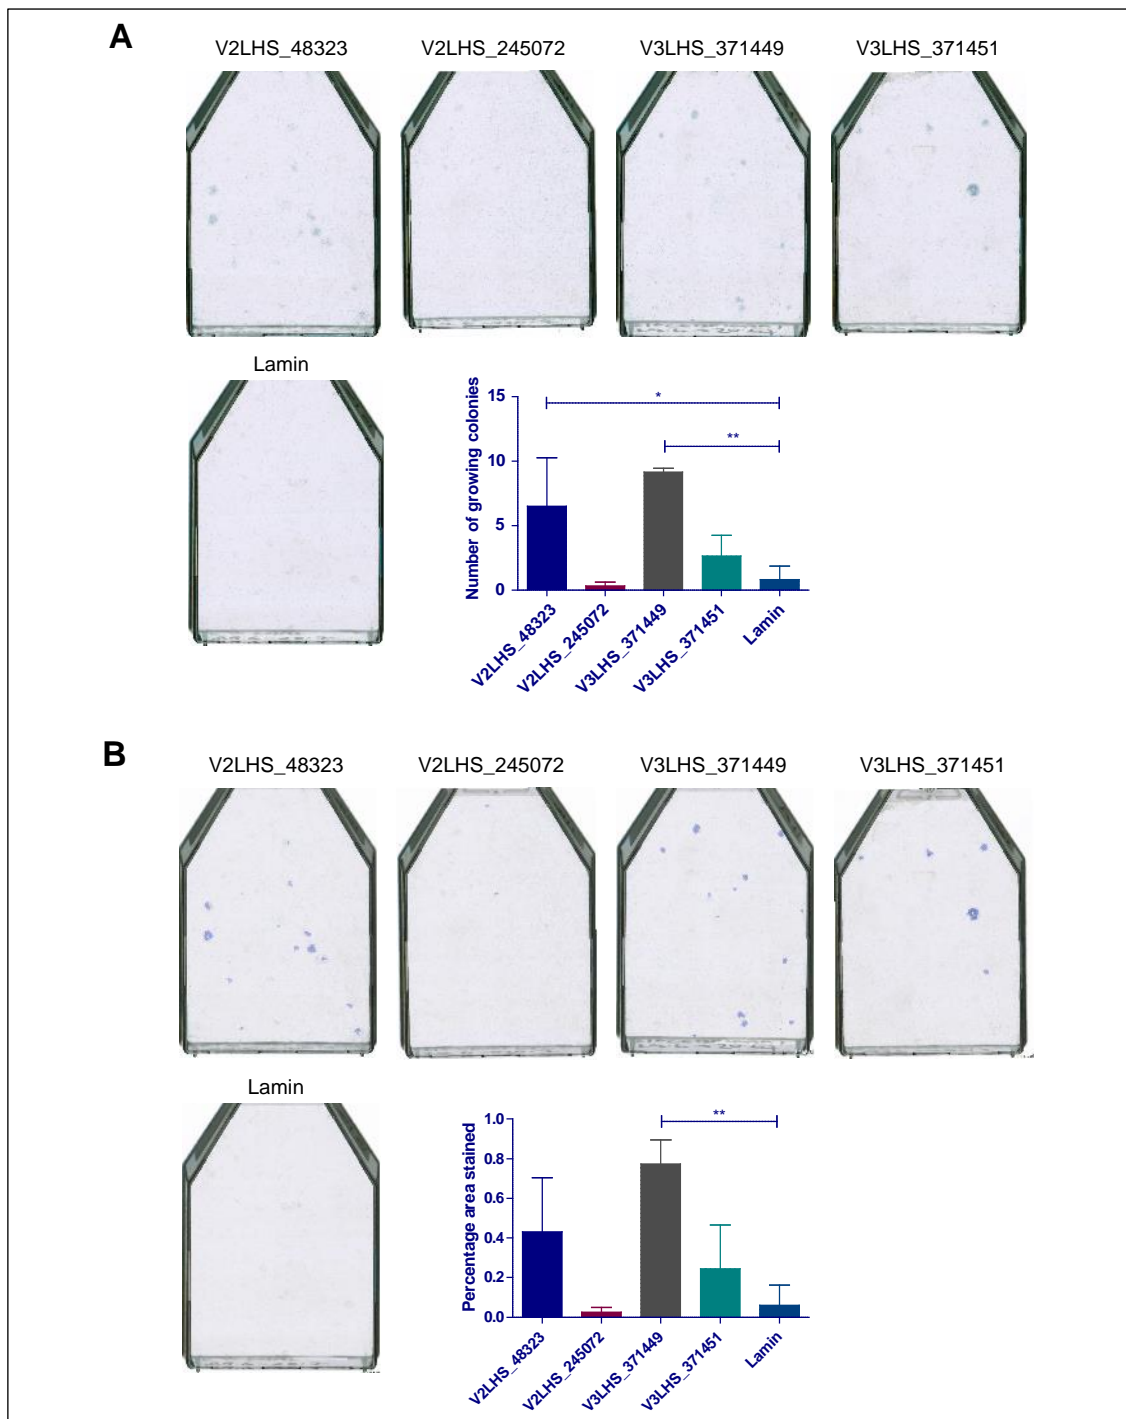 A
V2LHS_48323 V2LHS_245072 V3LHS_371449 V3LHS_371451
Lamin
Number of growing colonies
15
10
5
0
*
**
V2LHS_48323
V2LHS_245072
V3LHS_371449
V3LHS_371451
Lamin
B
V2LHS_48323 V2LHS_245072 V3LHS_371449 V3LHS_371451
Lamin
Percentage area stained
1.0
0.8
0.6
0.4
0.2
0.0
**
V2LHS_48323
V2LHS_245072
V3LHS_371449
V3LHS_371451
Lamin